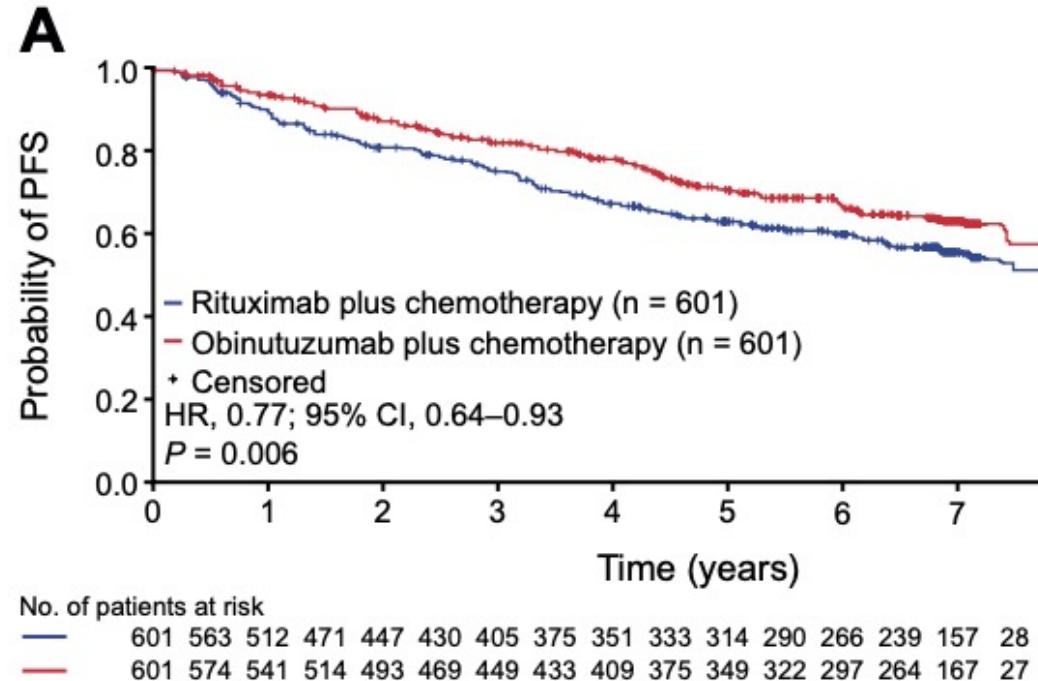 A
Probability of PFS
1.0
0.8
0.6
0.4
0.2
0.0
Rituximab plus chemotherapy (n = 601)
Obinutuzumab plus chemotherapy (n = 601)
Censored
HR, 0.77; 95% CI, 0.64–0.93
P = 0.006
0 1 2 3 4 5 6 7
Time (years)
No. of patients at risk
601 563 512 471 447 430 405 375 351 333 314 290 266 239 157 28
601 574 541 514 493 469 449 433 409 375 349 322 297 264 167 27